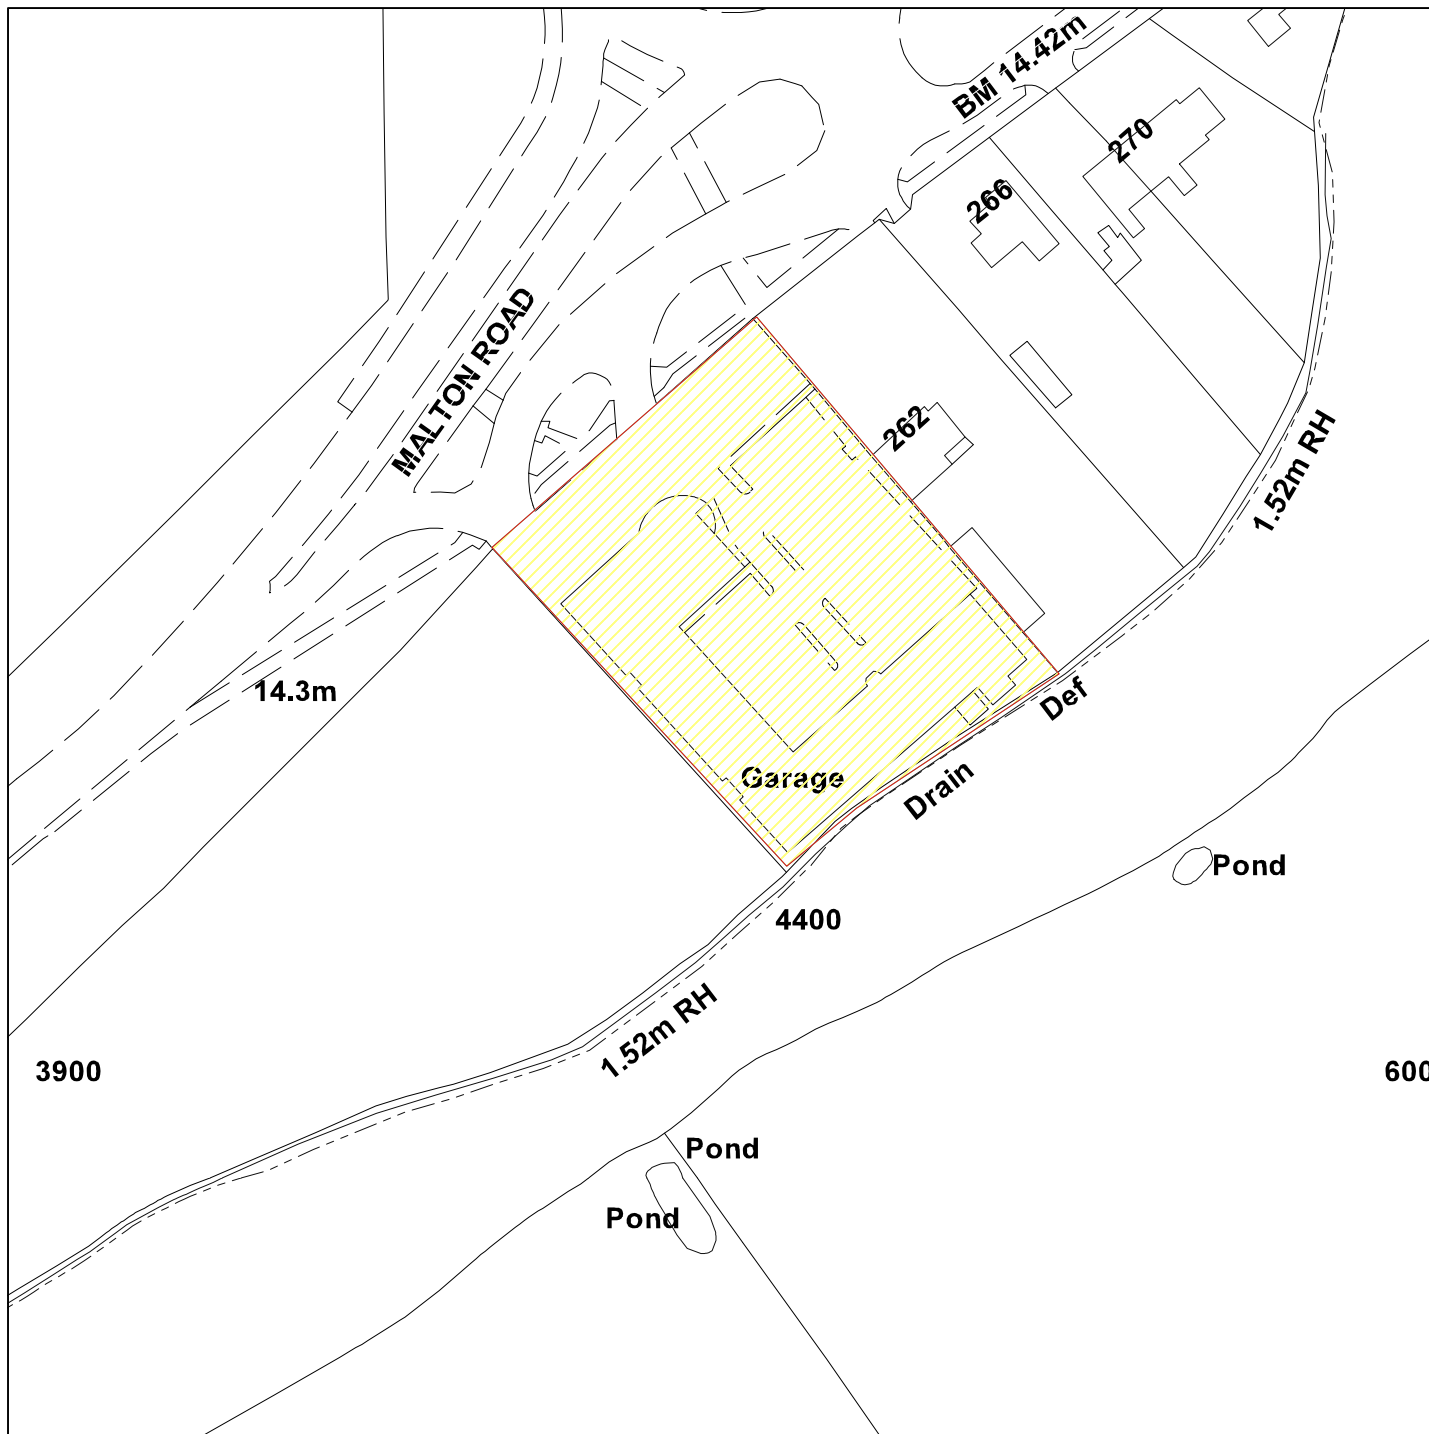 BM 14.42m
270
266
MALTON ROAD
262
1.52m RH
14.3m
Def
Garage
Drain
Pond
4400
1.52m RH
3900
600
Pond
Pond